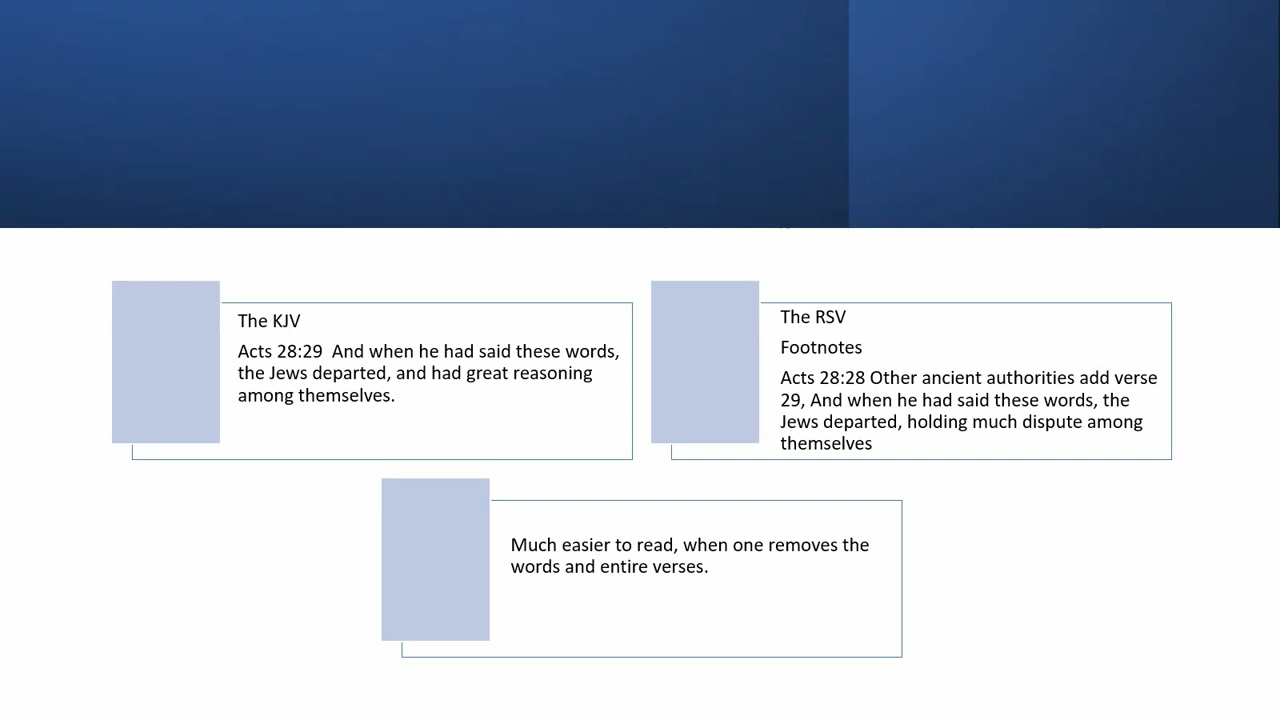 The KJV
Acts 28:29  And when he had said these words,
the Jews departed, and had great reasoning
among themselves.
The RSV
Footnotes
Acts 28:28 Other ancient authorities add verse
29, And when he had said these words, the
Jews departed, holding much dispute among
themselves
Much easier to read, when one removes the
words and entire verses.